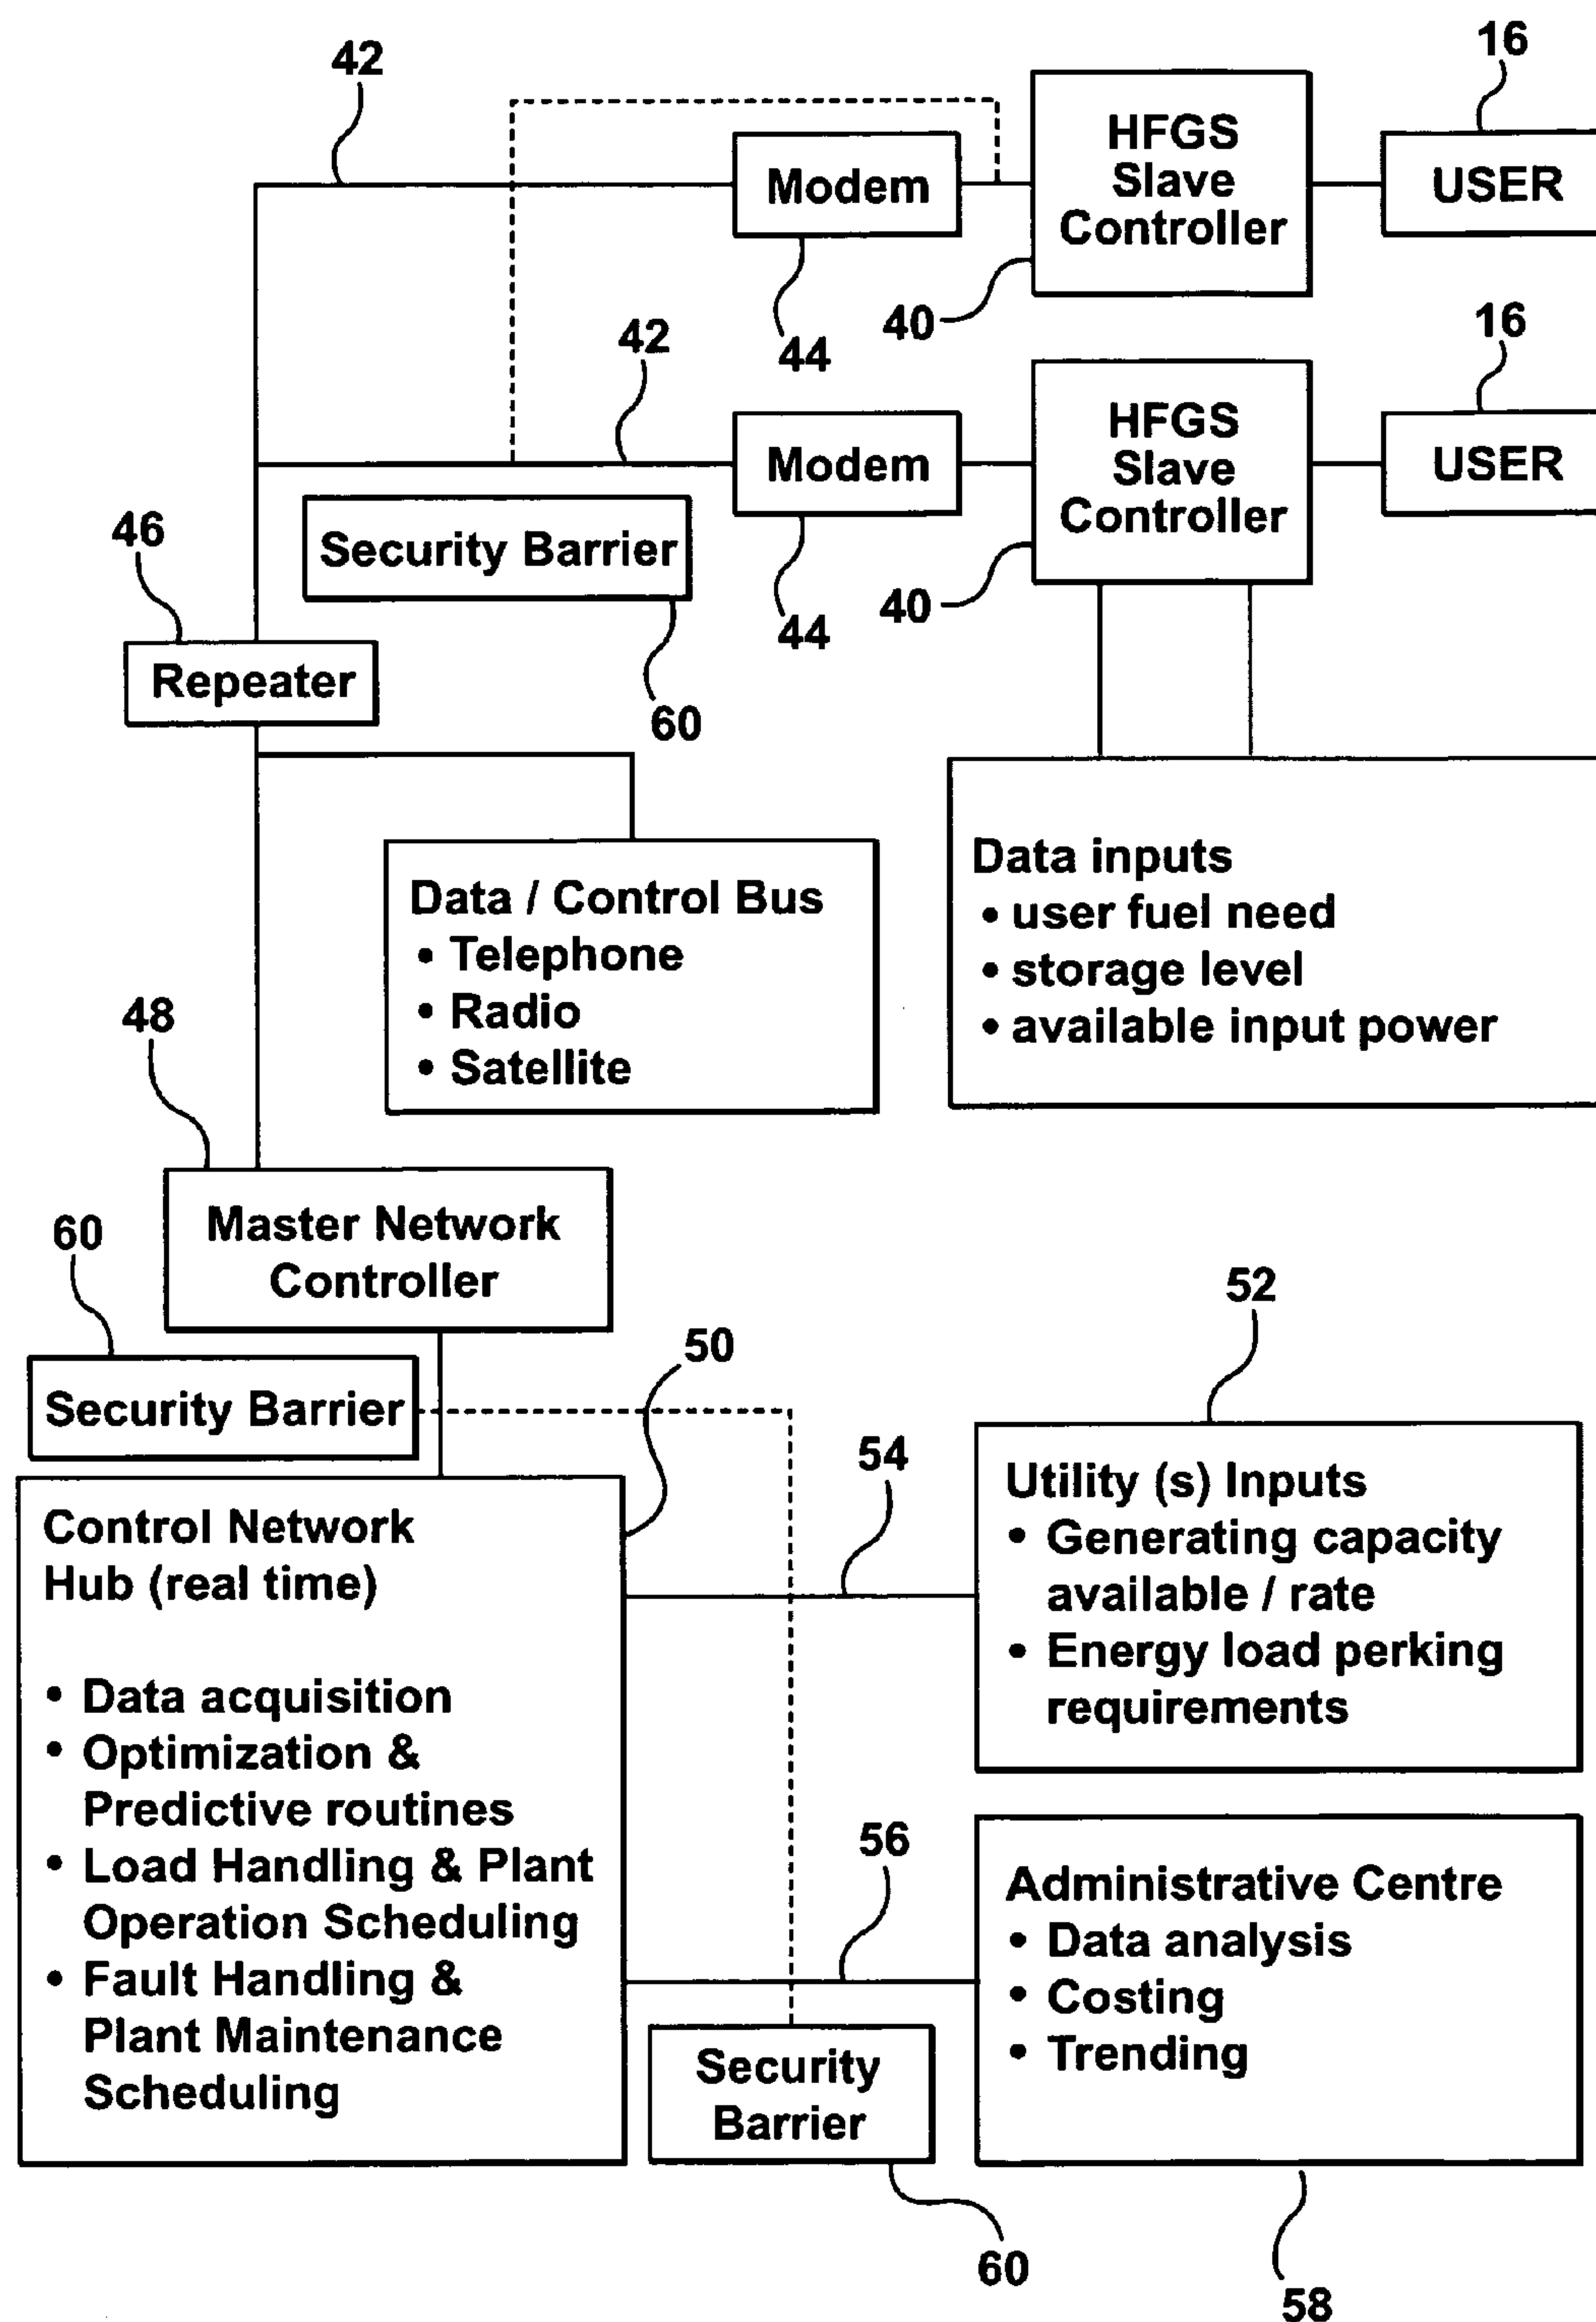 42
16
HFGS
Slave
Controller
Modem
USER
40
44
42
16
HFGS
Slave
Controller
Modem
USER
46
Security Barrier
40
44
Repeater
60
Data / Control Bus
• Telephone
• Radio
• Satellite
Data inputs
• user fuel need
• storage level
• available input power
48
Master Network
Controller
60
50
52
Security Barrier
54
Control Network
Hub (real time)
• Data acquisition
• Optimization &
Predictive routines
• Load Handling & Plant
Operation Scheduling
• Fault Handling &
Plant Maintenance
Scheduling
Utility (s) Inputs
• Generating capacity
available / rate
• Energy load perking
requirements
56
Administrative Centre
• Data analysis
• Costing
• Trending
Security
Barrier
60
58